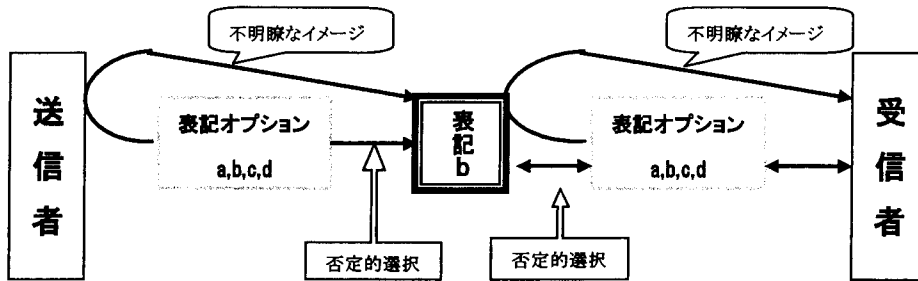 不明瞭なイメージ
不明瞭なイメージ
送信者
表記オプション
a,b,c,d
表記b
表記オプション
a,b,c,d
受信者
否定的選択
否定的選択